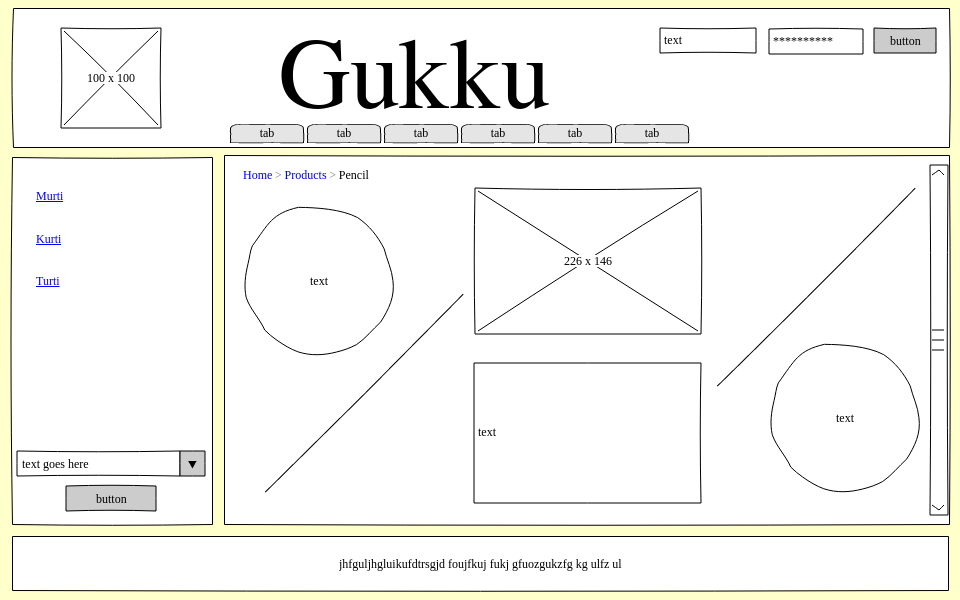 100 x 100
Gukku
text
**********
button
tab tab tab tab tab tab
Murti
Kurti
Turti
text goes here
button
Home > Products > Pencil
text
226 x 146
text
text
jhfguljhgluikufdtrsgjd foujfkuj fukj gfuozgukzfg kg ulfz ul